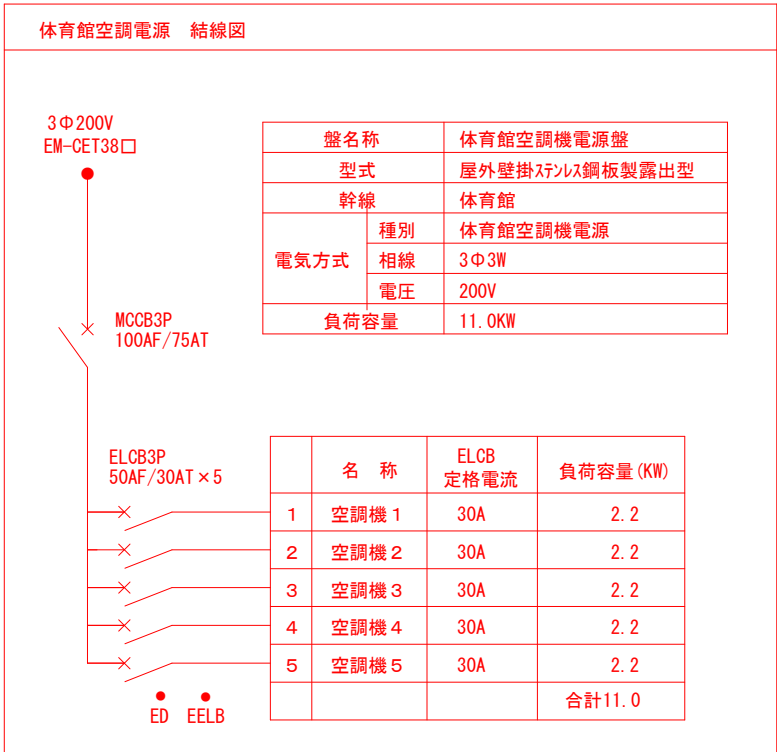 体育館空調電源 結線図
3Φ200V
EM-CET38□
盤名称 体育館空調機電源盤
型式 屋外壁掛ｽﾃﾝﾚｽ鋼板製露出型
幹線 体育館
電気方式 種別 体育館空調機電源
相線 3Φ3W
電圧 200V
負荷容量 11.0KW
MCCB3P
100AF/75AT
ELCB3P
50AF/30AT×5
名 称 ELCB 定格電流 負荷容量(KW)
1 空調機1 30A 2.2
2 空調機2 30A 2.2
3 空調機3 30A 2.2
4 空調機4 30A 2.2
5 空調機5 30A 2.2
合計11.0
ED EELB